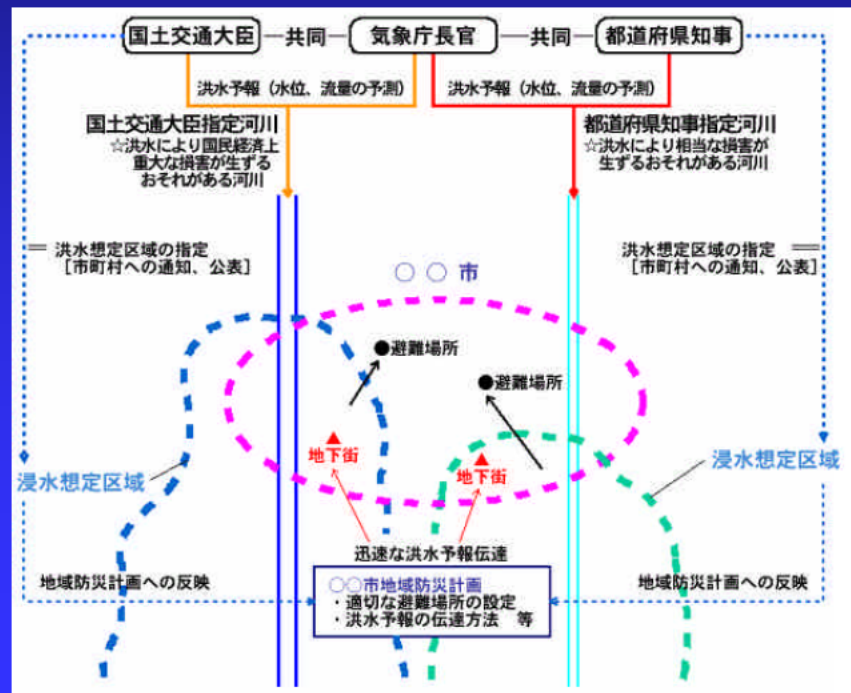 国土交通大臣
共同
気象庁長官
共同
都道府県知事
洪水予報（水位、流量の予測）
洪水予報（水位、流量の予測）
国土交通大臣指定河川
☆洪水により国民経済上
重大な損害が生ずる
おそれがある河川
都道府県知事指定河川
☆洪水により相当な損害が
生ずるおそれがある河川
洪水想定区域の指定
［市町村への通知、公表］
洪水想定区域の指定
［市町村への通知、公表］
○○市
●避難場所
●避難場所
▲
地下街
▲
地下街
浸水想定区域
浸水想定区域
迅速な洪水予報伝達
地域防災計画への反映
地域防災計画への反映
○○市地域防災計画
・適切な避難場所の設定
・洪水予報の伝達方法　等